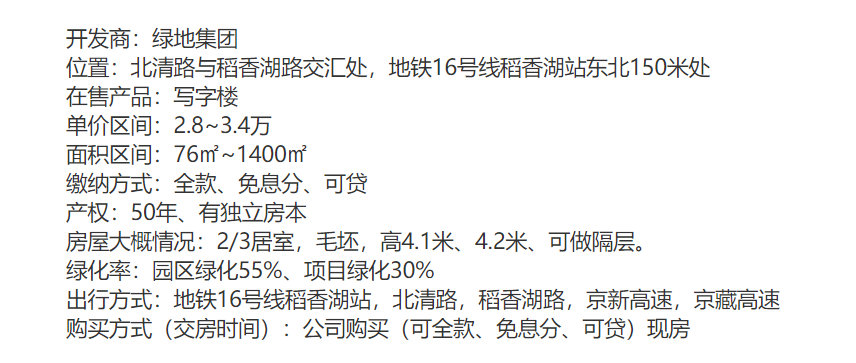 开发商：绿地集团
位置：北清路与稻香湖路交汇处，地铁16号线稻香湖站东北150米处
在售产品：写字楼
单价区间：2.8~3.4万
面积区间：76㎡~1400㎡
缴纳方式：全款、免息分、可贷
产权：50年、有独立房本
房屋大概情况：2/3居室，毛坯，高4.1米、4.2米、可做隔层。
绿化率：园区绿化55%、项目绿化30%
出行方式：地铁16号线稻香湖站，北清路，稻香湖路，京新高速，京藏高速
购买方式（交房时间）：公司购买（可全款、免息分、可贷）现房